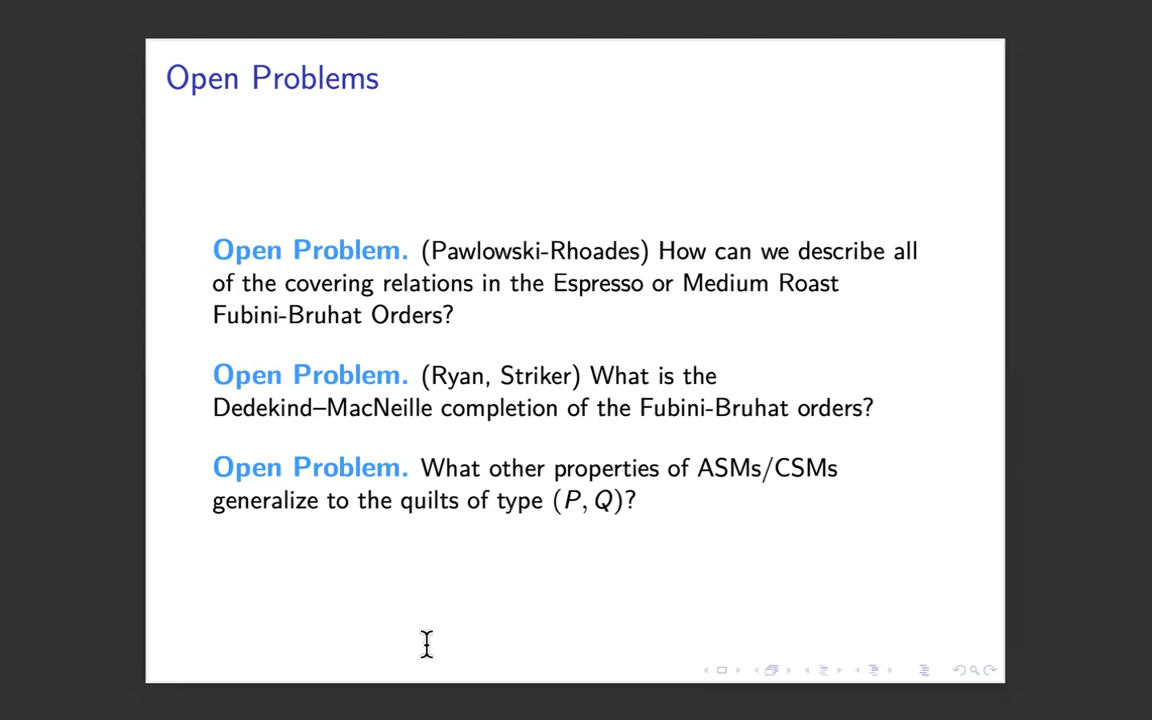 Open Problems
Open Problem. (Pawlowski-Rhoades) How can we describe all
of the covering relations in the Espresso or Medium Roast
Fubini-Bruhat Orders?
Open Problem. (Ryan, Striker) What is the
Dedekind–MacNeille completion of the Fubini-Bruhat orders?
Open Problem. What other properties of ASMs/CSMs
generalize to the quilts of type (P, Q)?